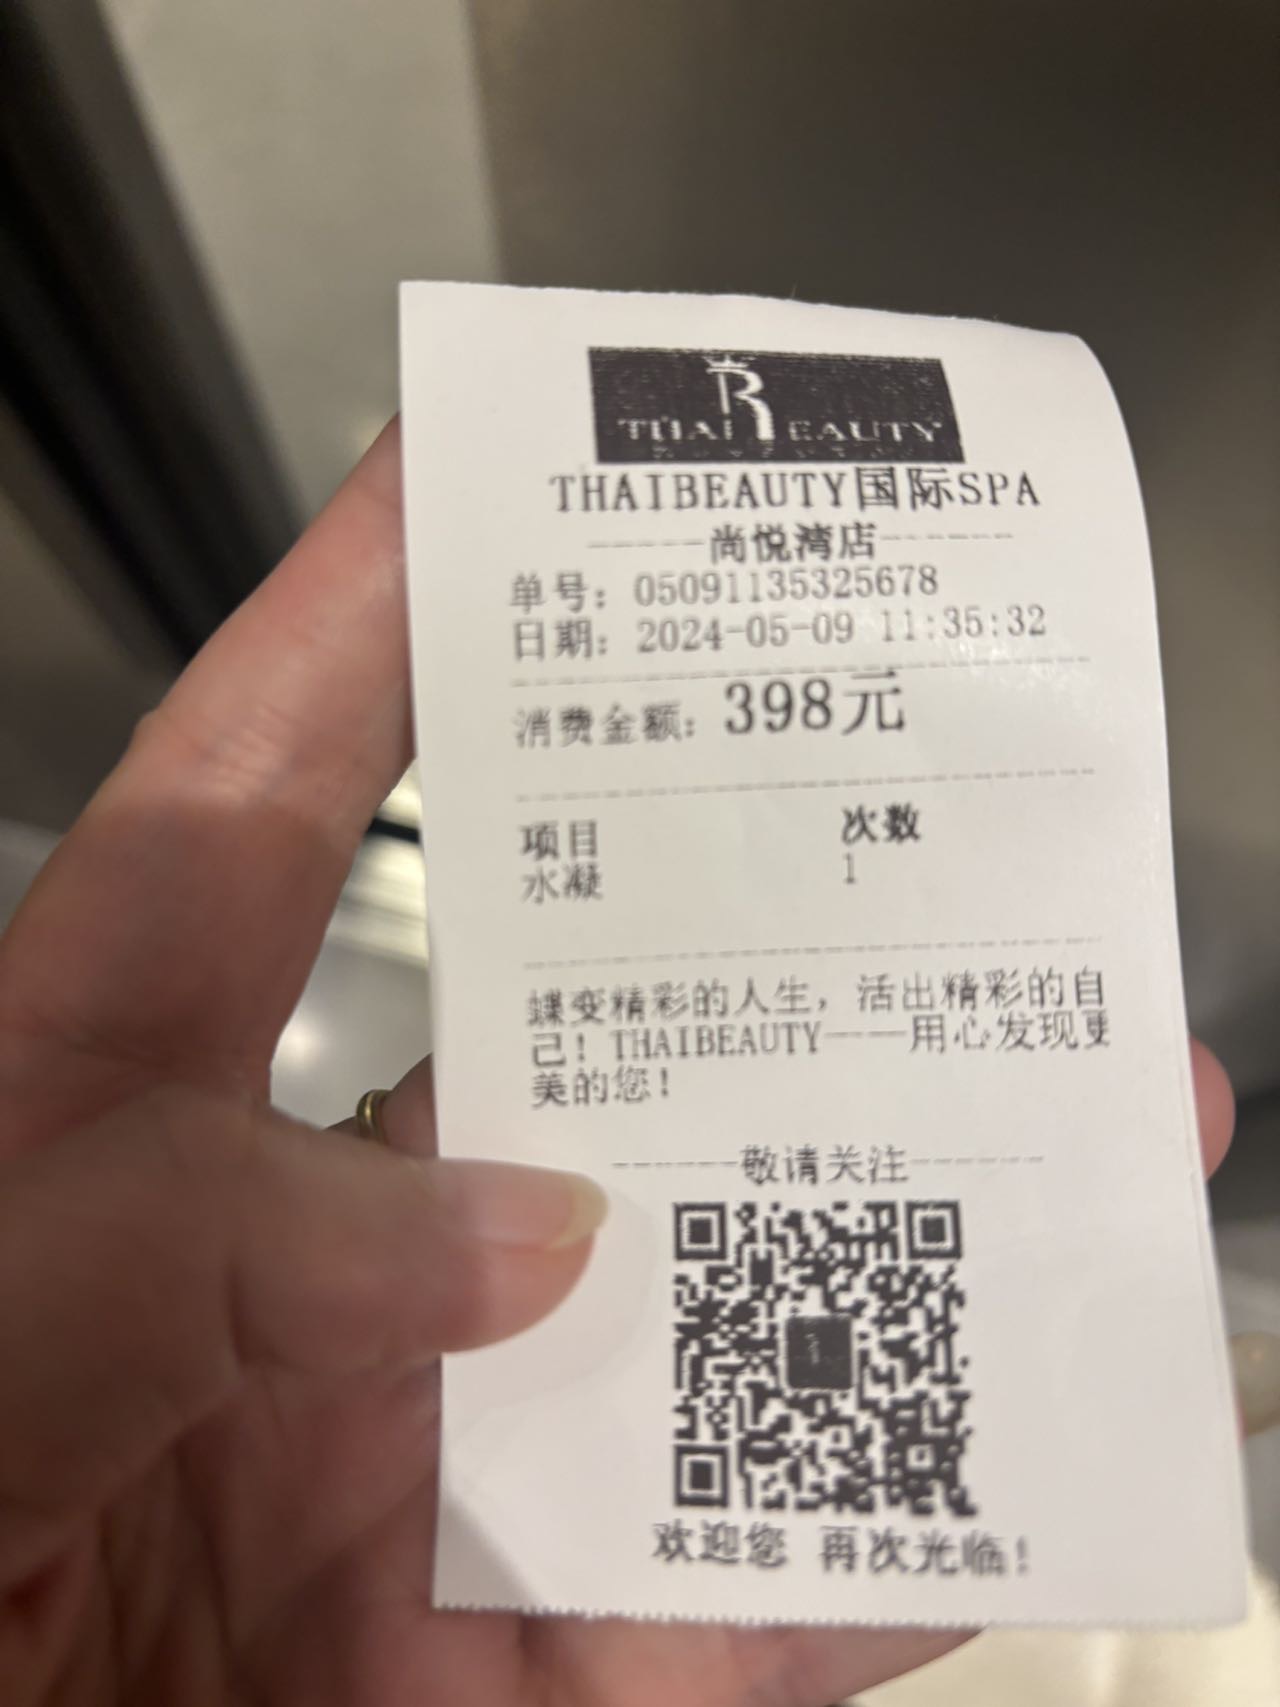 THAI BEAUTY
THAIBEAUTY国际SPA
-----尚悦湾店------
单号：05091135325678
日期：2024-05-09 11:35:32
消费金额：398元
项目 次数
水凝 1
蝶变精彩的人生，活出精彩的自
己！THAIBEAUTY——用心发现更
美的您！
------敬请关注------
欢迎您 再次光临！